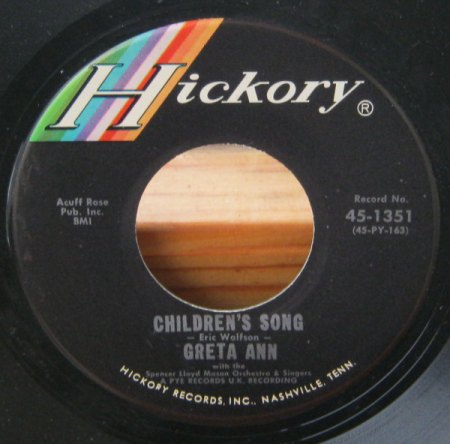 Hickory®
Acuff Rose
Pub. Inc.
BMI
Record No.
45-1351
(45-PY-163)
CHILDREN'S SONG
— Eric Wolfson —
GRETA ANN
with the
Spencer Lloyd Mason Orchestra & Singers
A PYE RECORDS U.K. RECORDING
HICKORY RECORDS, INC., NASHVILLE, TENN.